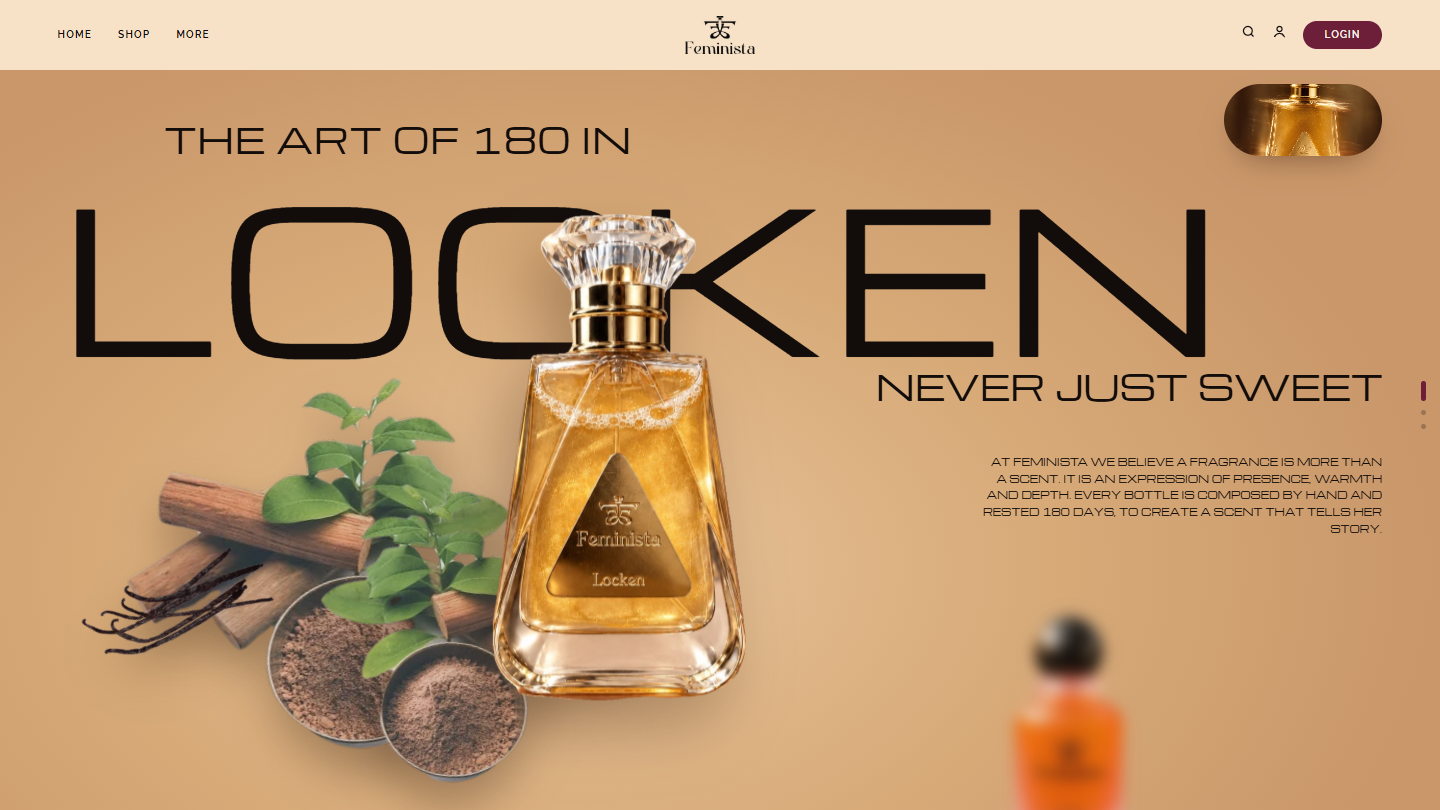 HOME SHOP MORE
Feminista
LOGIN
THE ART OF 180 IN
LOCKEN
NEVER JUST SWEET
AT FEMINISTA WE BELIEVE A FRAGRANCE IS MORE THAN
A SCENT. IT IS AN EXPRESSION OF PRESENCE, WARMTH
AND DEPTH. EVERY BOTTLE IS COMPOSED BY HAND AND
RESTED 180 DAYS, TO CREATE A SCENT THAT TELLS HER
STORY.
Feminista
Locken